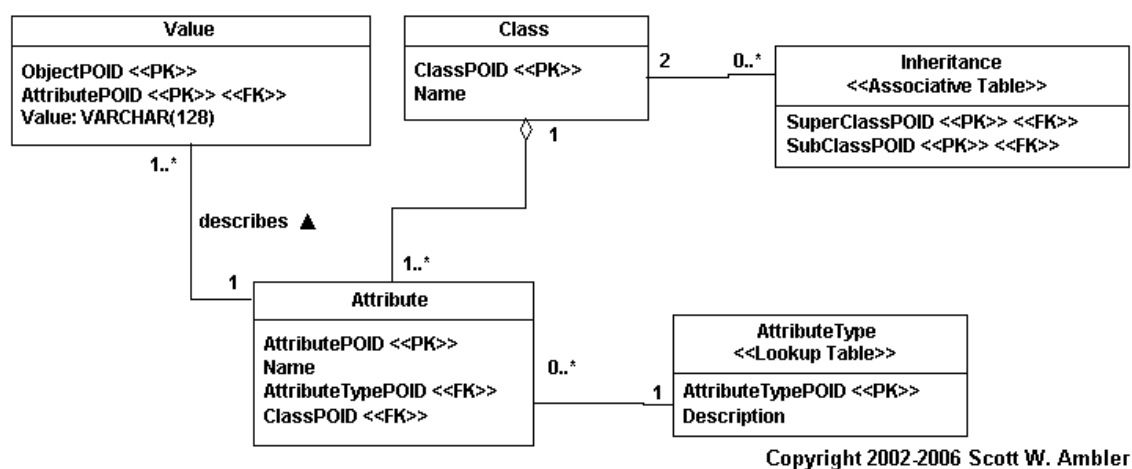 Value
ObjectPOID <<PK>>
AttributePOID <<PK>> <<FK>>
Value: VARCHAR(128)
1..*
describes ▲
1
Class
ClassPOID <<PK>>
Name
1
1..*
2
0..*
Inheritance
<<Associative Table>>
SuperClassPOID <<PK>> <<FK>>
SubClassPOID <<PK>> <<FK>>
Attribute
AttributePOID <<PK>>
Name
AttributeTypePOID <<FK>>
ClassPOID <<FK>>
0..*
1
AttributeType
<<Lookup Table>>
AttributeTypePOID <<PK>>
Description
Copyright 2002-2006 Scott W. Ambler